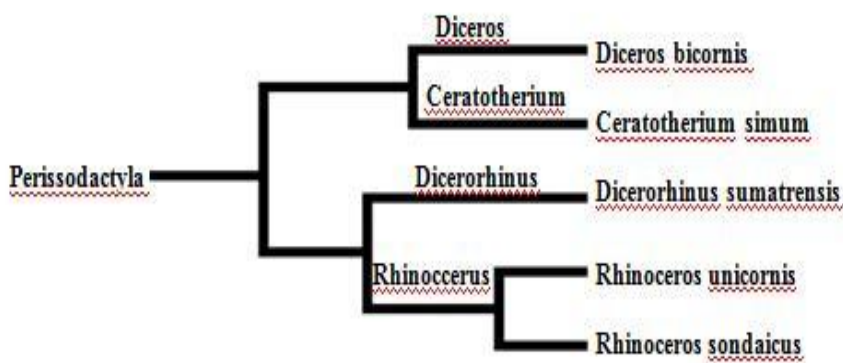 Diceros
Diceros bicornis
Ceratotherium
Ceratotherium simum
Perissodactyla
Dicerorhinus
Dicerorhinus sumatrensis
Rhinoccerus
Rhinoceros unicornis
Rhinoceros sondaicus